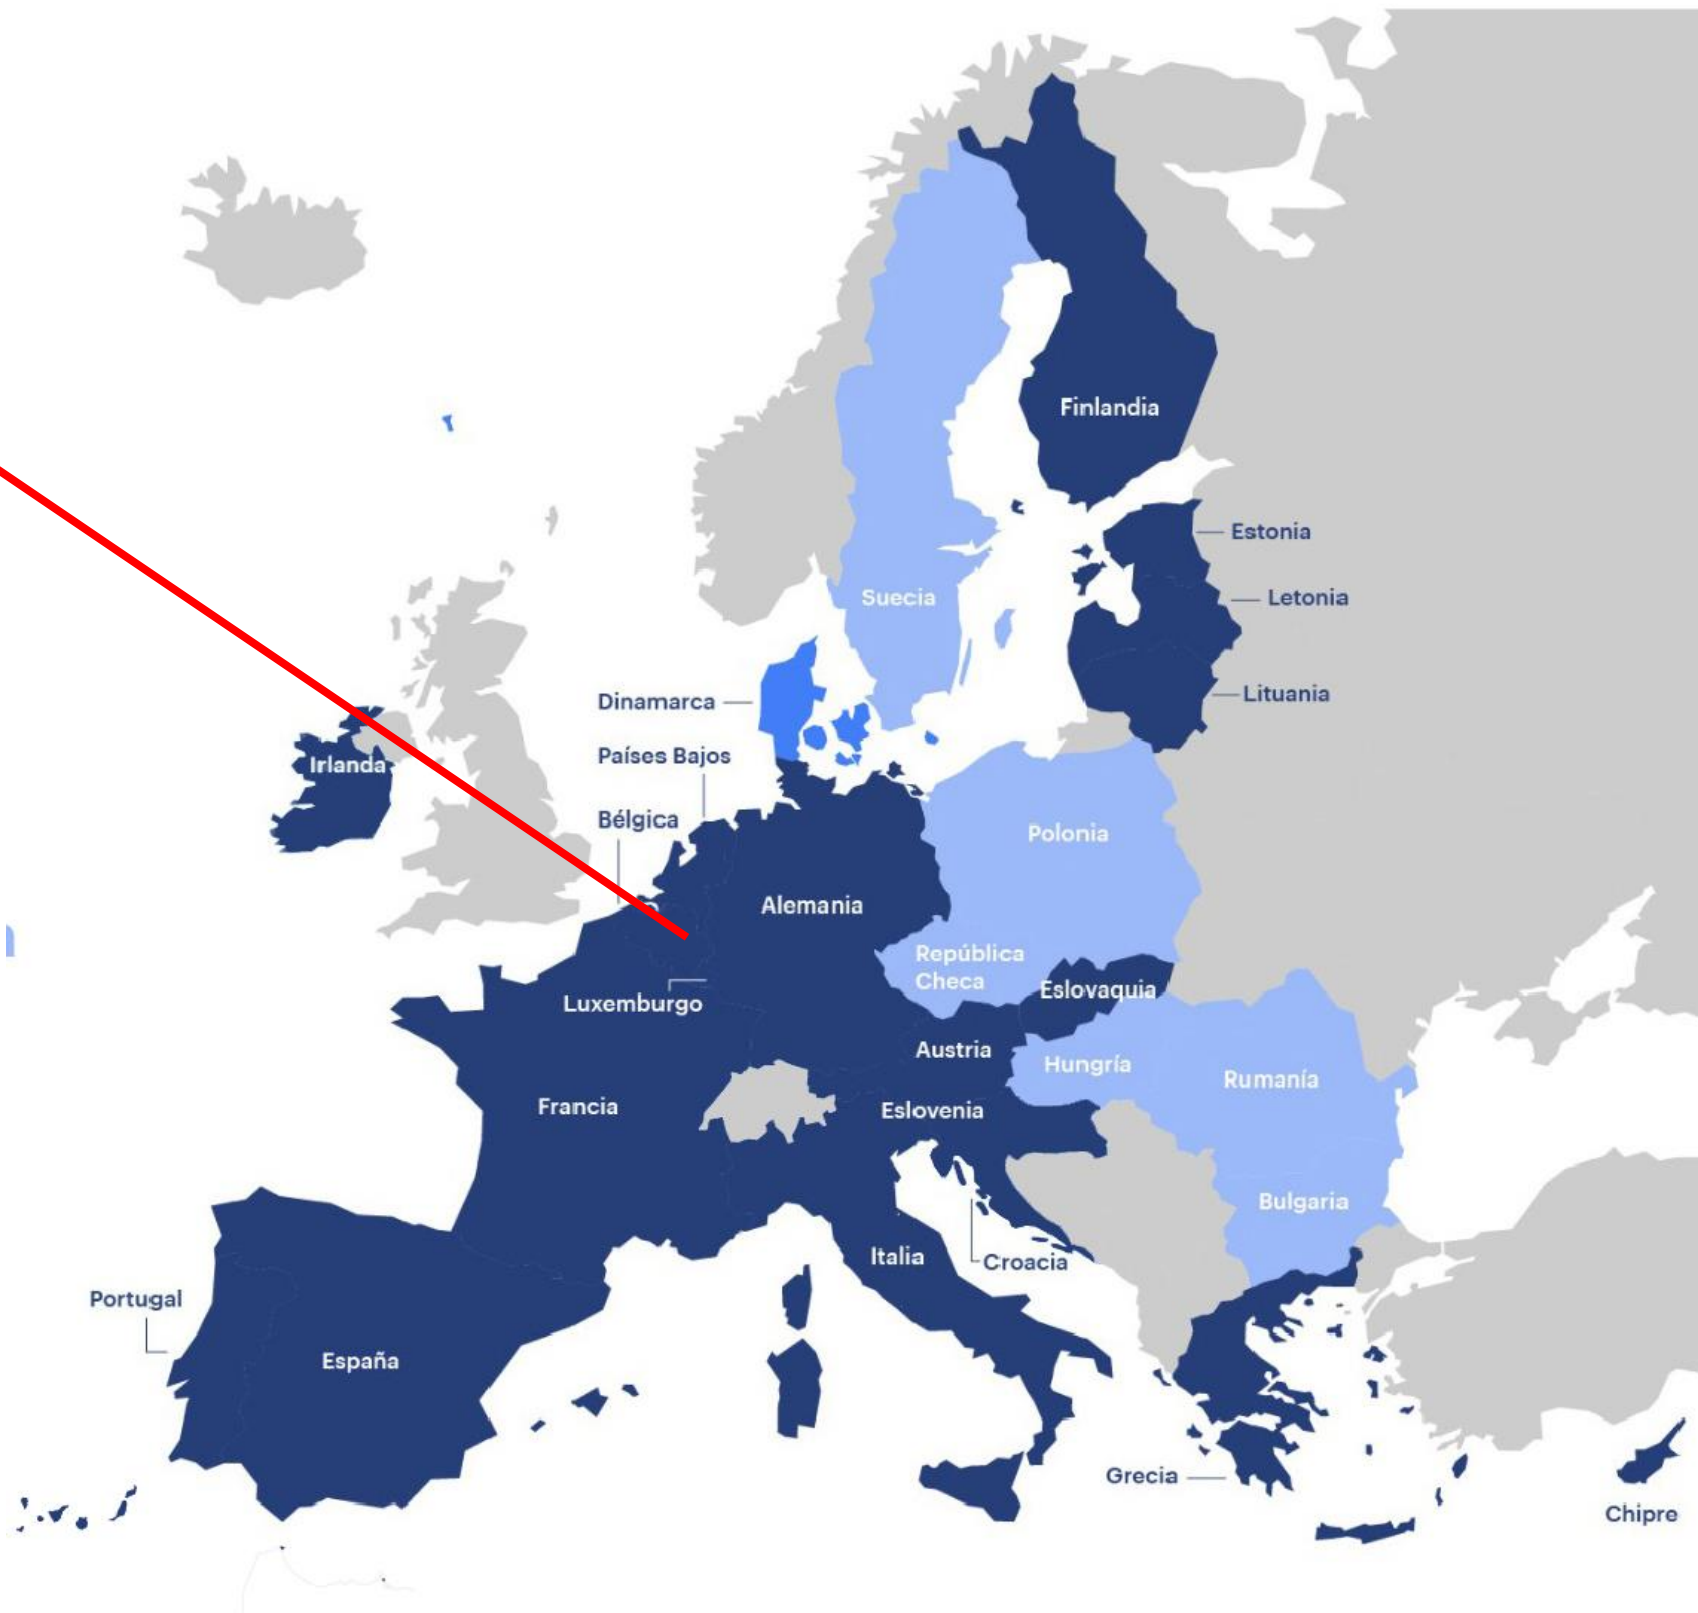 Finlandia
Estonia
Letonia
Suecia
Lituania
Dinamarca
Países Bajos
Irlanda
Bélgica
Polonia
Alemania
República
Checa
Eslovaquia
Luxemburgo
Austria
Hungría
Rumanía
Francia
Eslovenia
Bulgaria
Italia
Croacia
Portugal
España
Grecia
Chipre